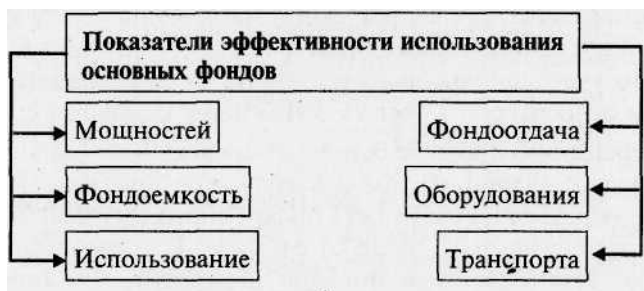 Показатели эффективности использования
основных фондов
Мощностей
Фондоотдача
Фондоемкость
Оборудования
Использование
Транспорта